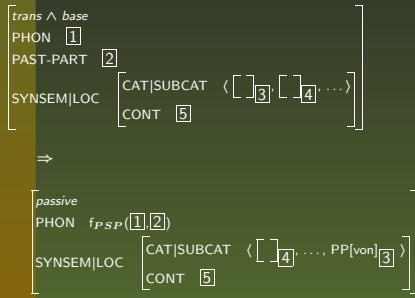 trans ∧ base
PHON 1
PAST-PART 2
SYNSEM|LOC [CAT|SUBCAT ⟨ [ ]3, [ ]4, ...⟩
CONT 5]
⇒
passive
PHON fPSP(1,2)
SYNSEM|LOC [CAT|SUBCAT ⟨ [ ]4, ..., PP[von]3 ⟩
CONT 5]